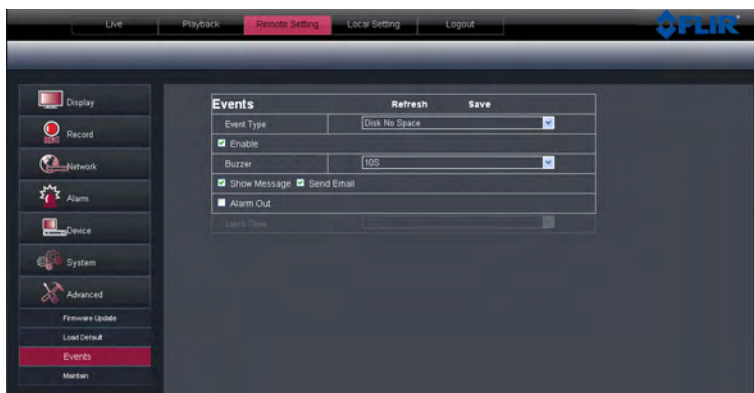 Live Playback Remote Setting Local Setting Logout FLIR
Display
Record
Network
Alarm
Device
System
Advanced
Firmware Update
Load Default
Events
Maintain
Events Refresh Save
Event Type Disk No Space
Enable
Buzzer 10S
Show Message Send Email
Alarm Out
Latch Time